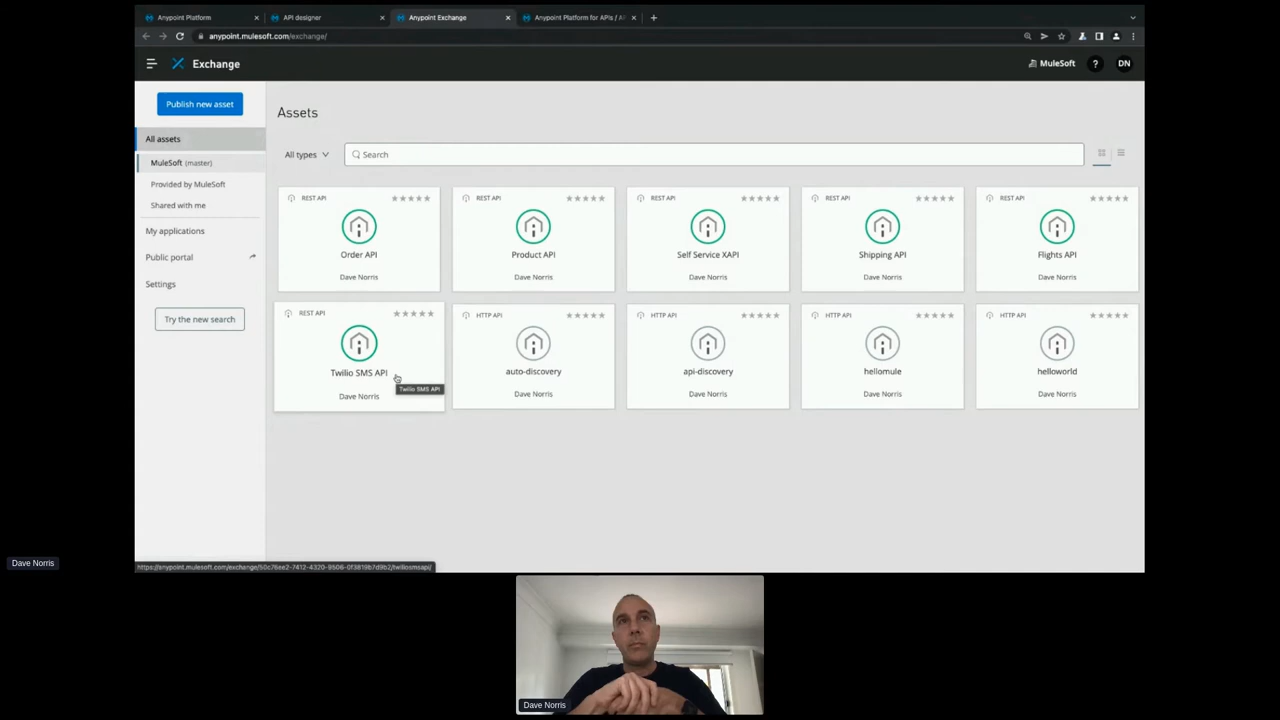 Anypoint Platform
API designer
Anypoint Exchange
Anypoint Platform for APIs / A
anypoint.mulesoft.com/exchange/
Exchange
MuleSoft
?
DN
Publish new asset
All assets
MuleSoft (master)
Provided by MuleSoft
Shared with me
My applications
Public portal
Settings
Try the new search
Assets
All types
Search
REST API
Order API
Dave Norris
REST API
Product API
Dave Norris
REST API
Self Service XAPI
Dave Norris
REST API
Shipping API
Dave Norris
REST API
Flights API
Dave Norris
REST API
Twilio SMS API
Twilio SMS API
Dave Norris
HTTP API
auto-discovery
Dave Norris
HTTP API
api-discovery
Dave Norris
HTTP API
hellomule
Dave Norris
HTTP API
helloworld
Dave Norris
Dave Norris
Dave Norris